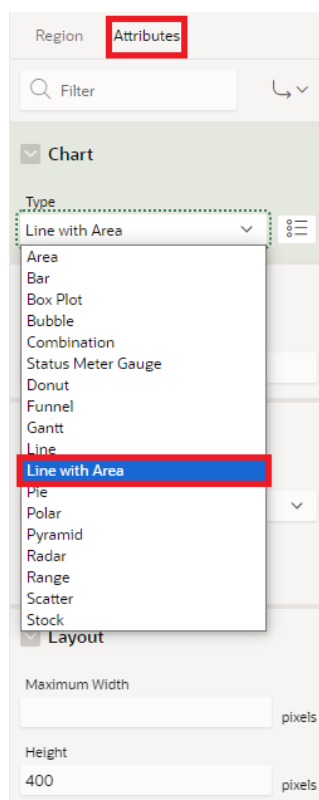 Region Attributes
Filter
Chart
Type
Line with Area
Area
Bar
Box Plot
Bubble
Combination
Status Meter Gauge
Donut
Funnel
Gantt
Line
Line with Area
Pie
Polar
Pyramid
Radar
Range
Scatter
Stock
Layout
Maximum Width
pixels
Height
400
pixels